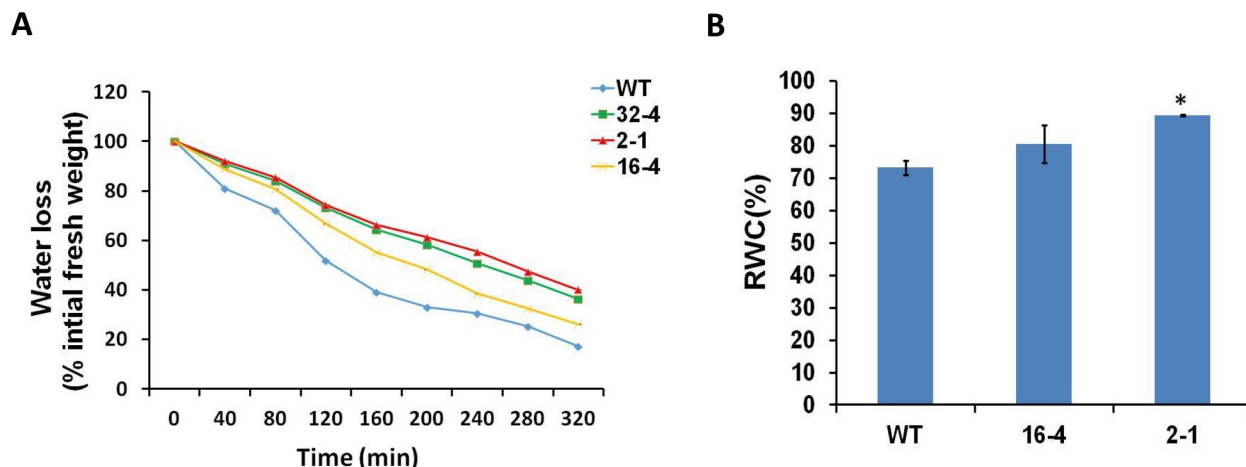 A
Water loss
(% intial fresh weight)
120
100
80
60
40
20
0
0 40 80 120 160 200 240 280 320
Time (min)
WT
32-4
2-1
16-4
B
RWC(%)
100
90
80
70
60
50
40
30
20
10
0
*
WT 16-4 2-1